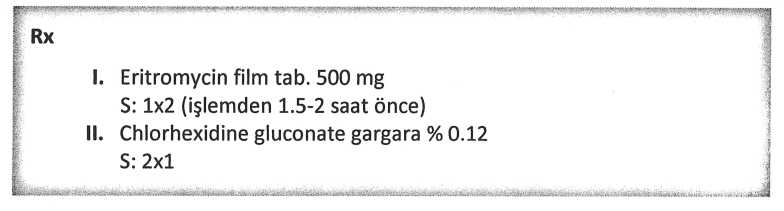 Rx
I. Eritromycin film tab. 500 mg
S: 1x2 (işlemden 1.5-2 saat önce)
II. Chlorhexidine gluconate gargara % 0.12
S: 2x1